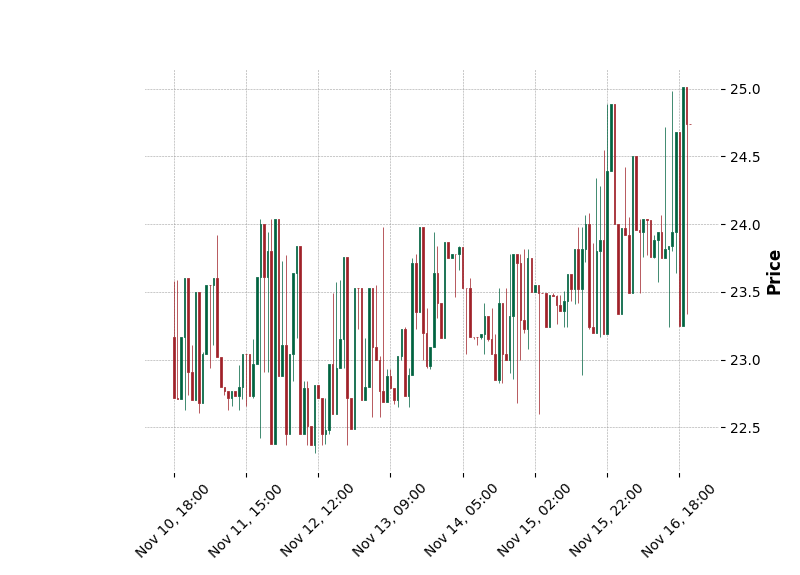 25.0
24.5
24.0
23.5
23.0
22.5
Price
Nov 10, 18:00
Nov 11, 15:00
Nov 12, 12:00
Nov 13, 09:00
Nov 14, 05:00
Nov 15, 02:00
Nov 15, 22:00
Nov 16, 18:00